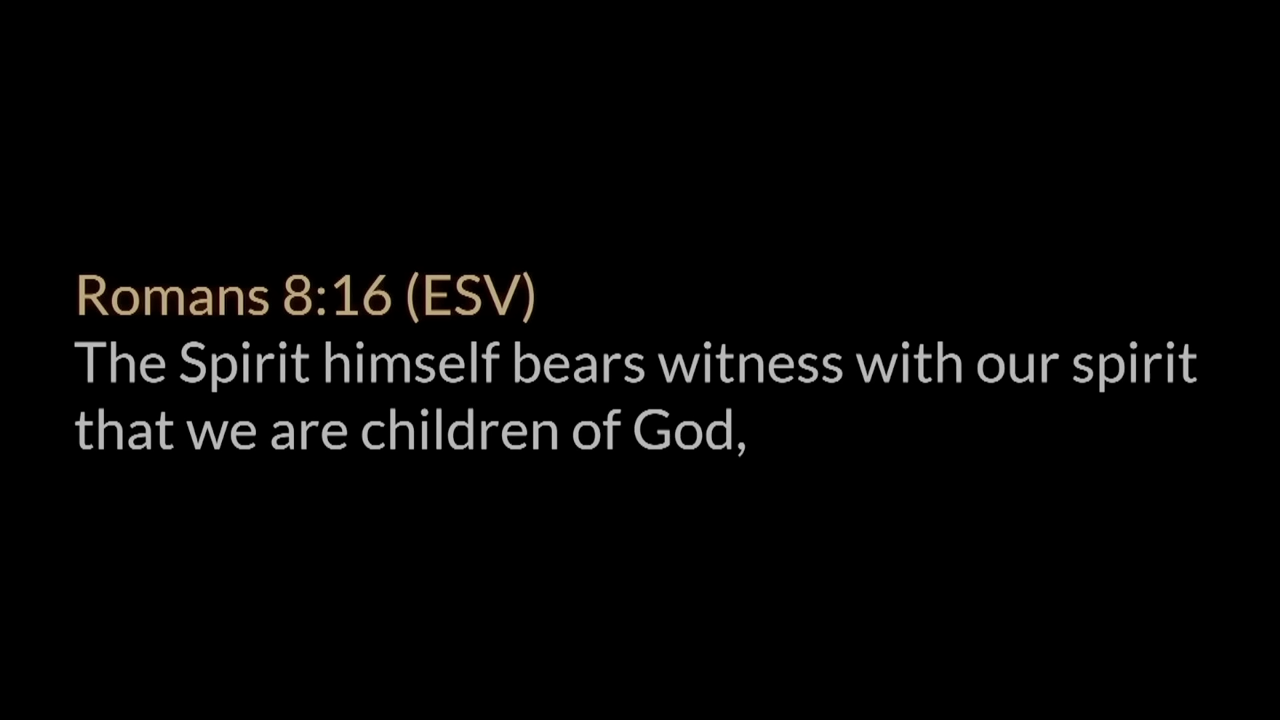 Romans 8:16 (ESV)
The Spirit himself bears witness with our spirit
that we are children of God,